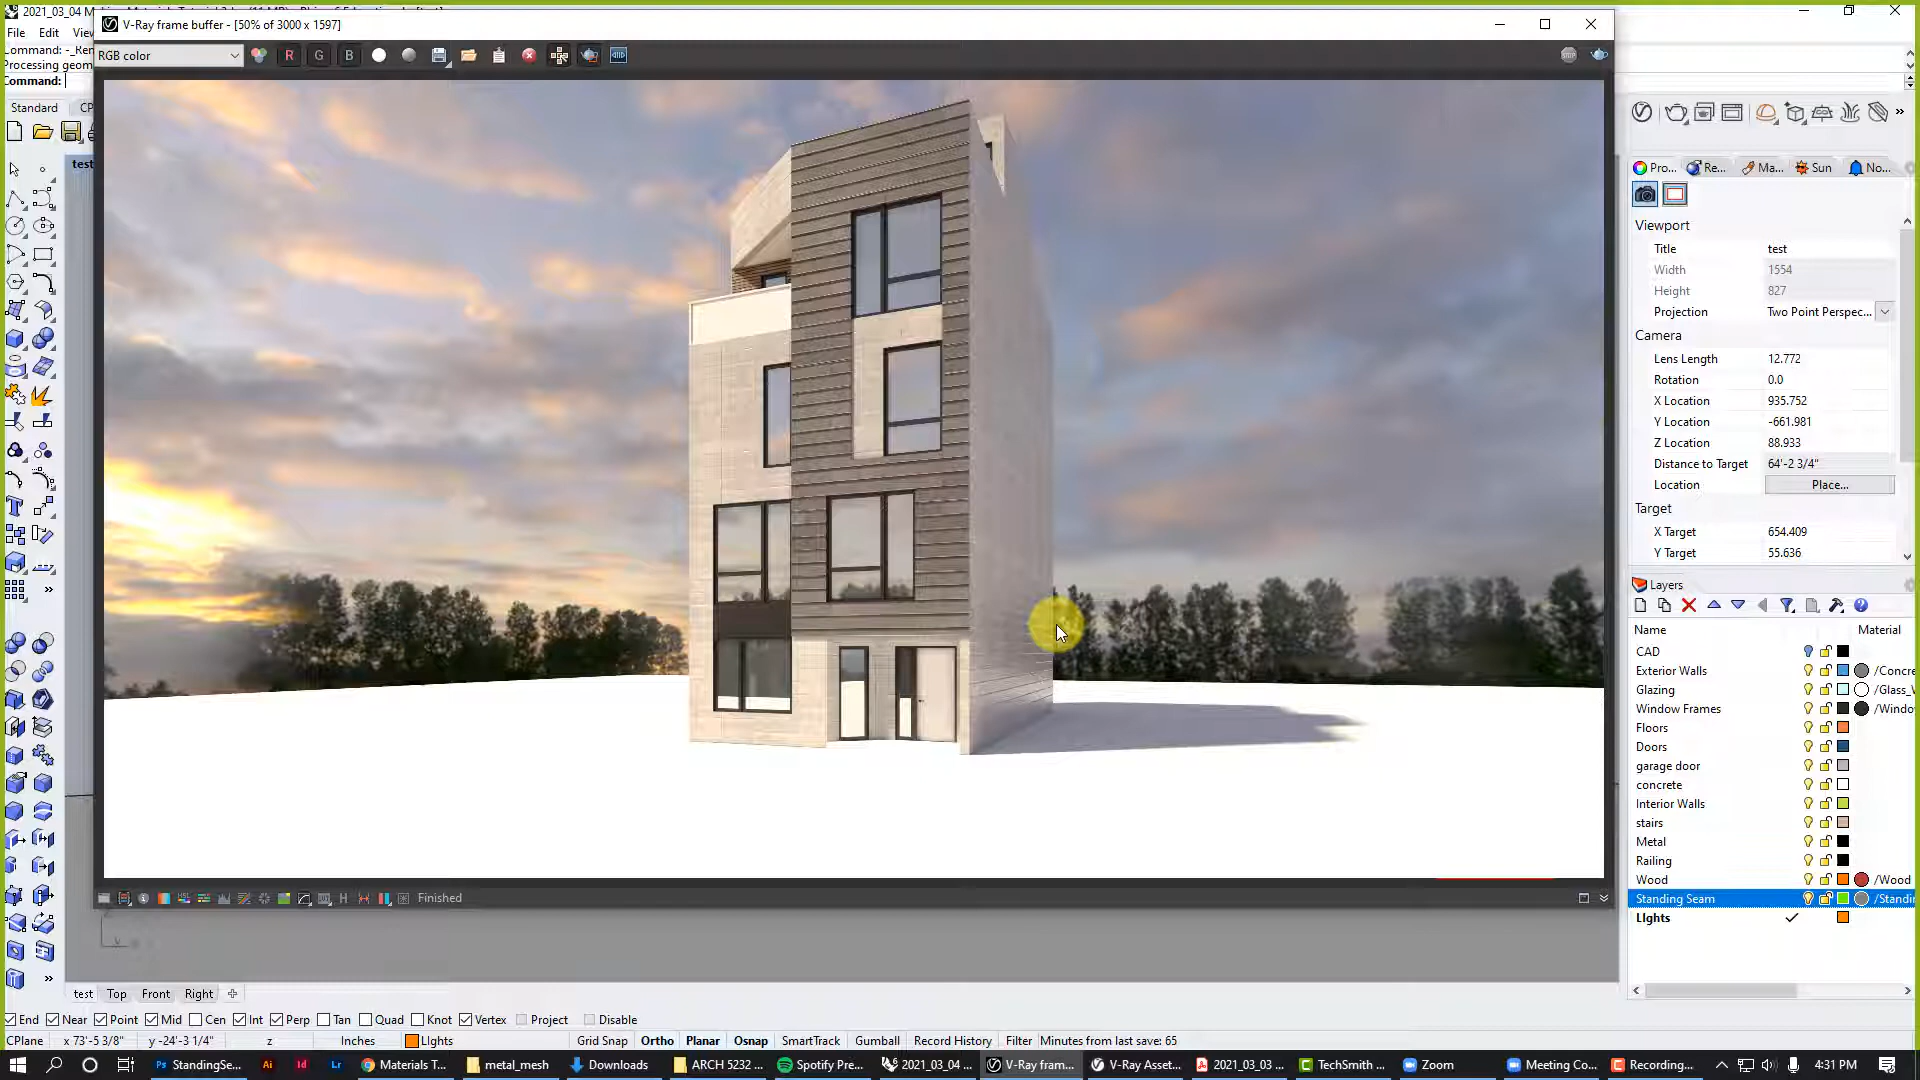 V-Ray frame buffer - [50% of 3000 x 1597]
File Edit
Command:
Processing geom
Command:
RGB color
R G B
Standard CP
test
Pro... Re... Ma... Sun No...
Viewport
Title test
Width 1554
Height 827
Projection Two Point Perspec...
Camera
Lens Length 12.772
Rotation 0.0
X Location 935.752
Y Location -661.981
Z Location 88.933
Distance to Target 64'-2 3/4"
Location Place...
Target
X Target 654.409
Y Target 55.636
Layers
Name Material
CAD
Exterior Walls /Concre
Glazing /Glass_V
Window Frames /Windo
Floors
Doors
garage door
concrete
Interior Walls
stairs
Metal
Railing
Wood /Wood
Standing Seam /Standi
LIghts
Finished
test Top Front Right
End Near Point Mid Cen Int Perp Tan Quad Knot Vertex Project Disable
CPlane x 73'-5 3/8" y -24'-3 1/4" z Inches LIghts Grid Snap Ortho Planar Osnap SmartTrack Gumball Record History Filter Minutes from last save: 65
Ps StandingSe... Ai Id Lr Materials T... metal_mesh Downloads ARCH 5232 ... Spotify Pre... 2021_03_04 ... V-Ray fram... V-Ray Asset... 2021_03_03 ... TechSmith ... Zoom Meeting Co... Recording... 4:31 PM